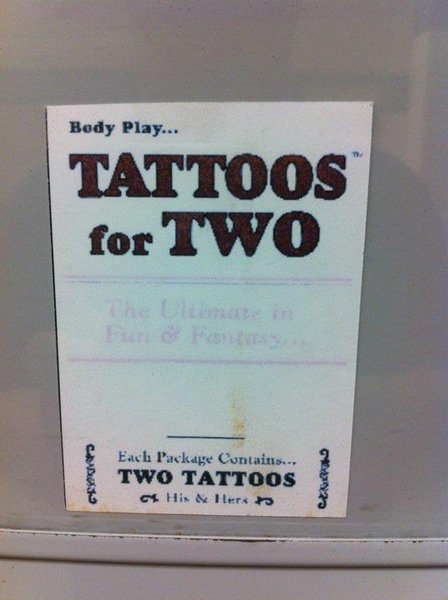 Body Play...
TATTOOS™
for TWO
The Ultimate in
Fun & Fantasy...
Each Package Contains...
TWO TATTOOS
His & Hers